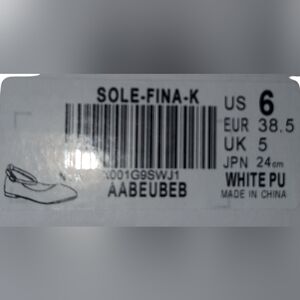 SOLE-FINA-K
US 6
EUR 38.5
UK 5
JPN 24cm
X001G9SWJ1
AABEUBEB
WHITE PU
MADE IN CHINA